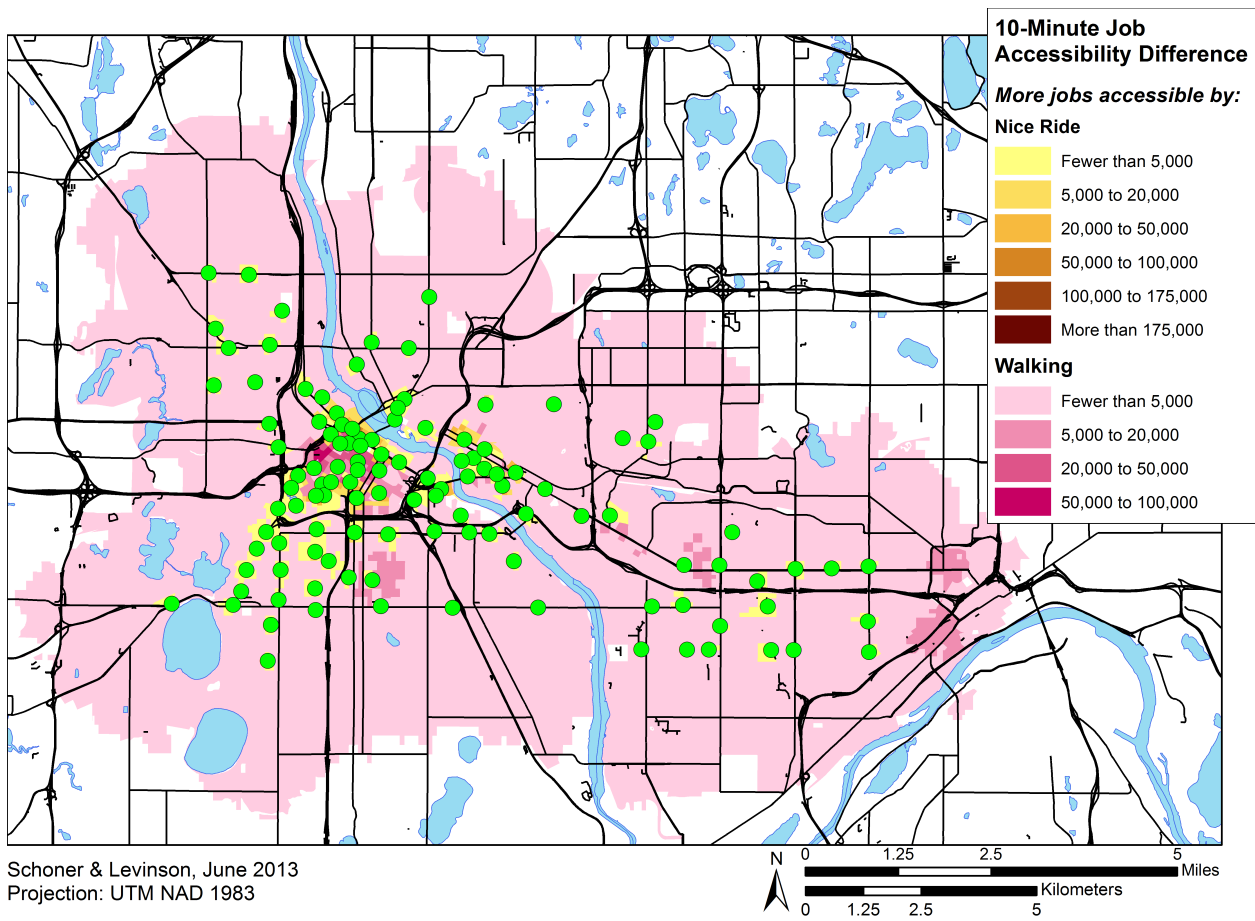 10-Minute Job
Accessibility Difference
More jobs accessible by:
Nice Ride
Fewer than 5,000
5,000 to 20,000
20,000 to 50,000
50,000 to 100,000
100,000 to 175,000
More than 175,000
Walking
Fewer than 5,000
5,000 to 20,000
20,000 to 50,000
50,000 to 100,000
Schoner & Levinson, June 2013
Projection: UTM NAD 1983
N
0 1.25 2.5 5
Miles
Kilometers
0 1.25 2.5 5